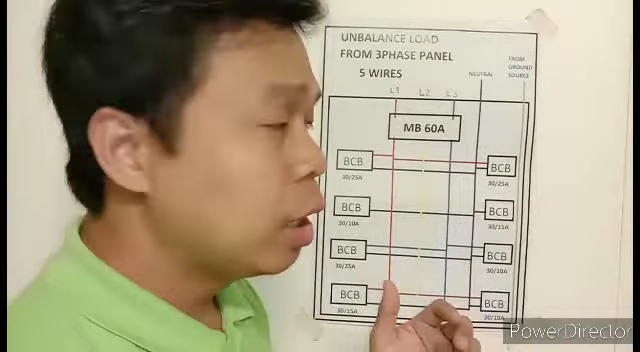 UNBALANCE LOAD
FROM 3PHASE PANEL
5 WIRES
FROM
GROUND
SOURCE
NEUTRAL
L1 L2 L3
MB 60A
BCB
30/25A
BCB
30/25A
BCB
30/10A
BCB
30/15A
BCB
30/25A
BCB
30/10A
BCB
30/15A
BCB
30/10A
PowerDirector